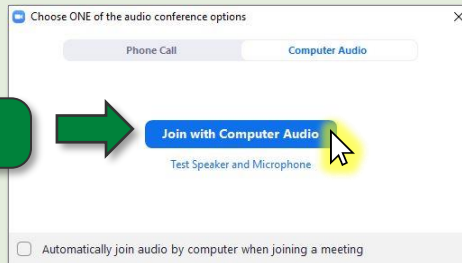 Choose ONE of the audio conference options
Phone Call
Computer Audio
Join with Computer Audio
Test Speaker and Microphone
Automatically join audio by computer when joining a meeting